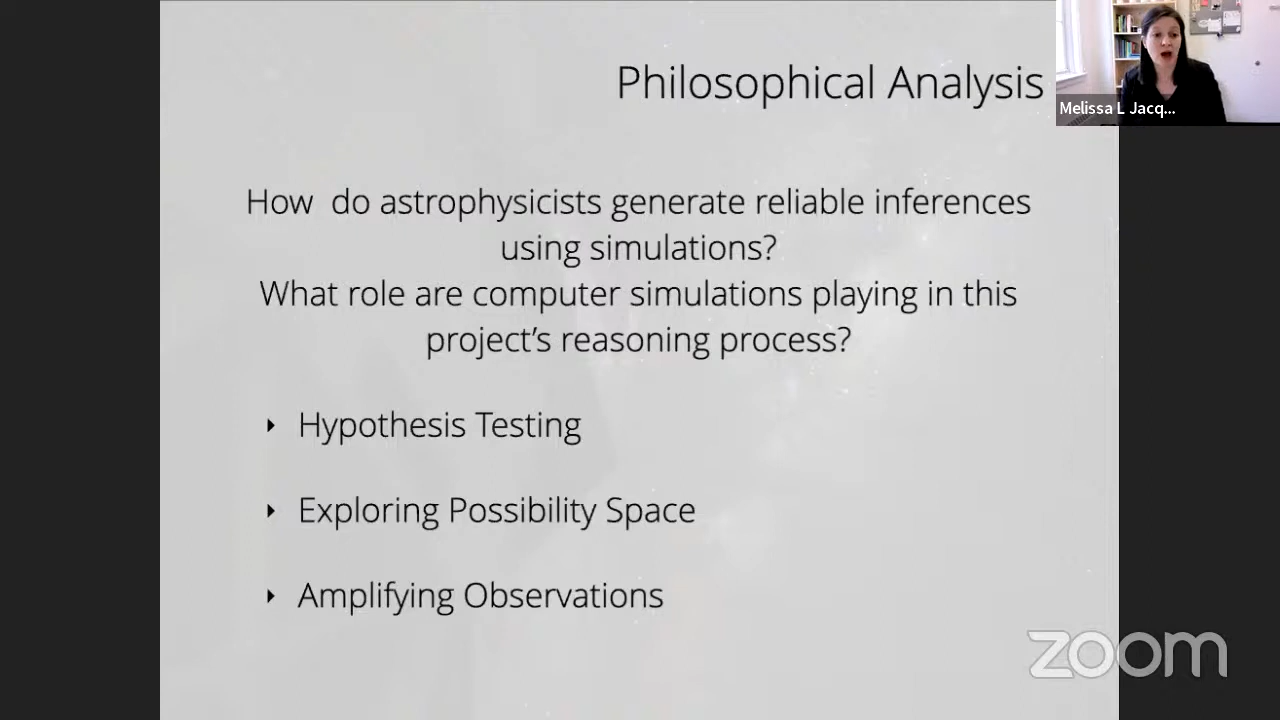 Philosophical Analysis
Melissa L Jacq...
How do astrophysicists generate reliable inferences
using simulations?
What role are computer simulations playing in this
project's reasoning process?
Hypothesis Testing
Exploring Possibility Space
Amplifying Observations
zoom